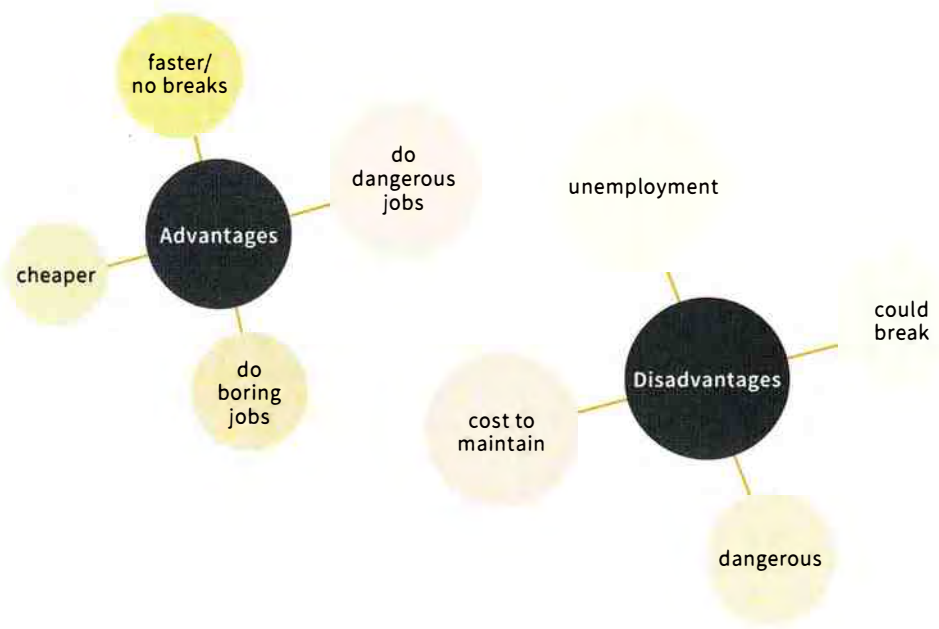 faster/
no breaks
do
dangerous
jobs
Advantages
cheaper
do
boring
jobs
unemployment
could
break
Disadvantages
cost to
maintain
dangerous